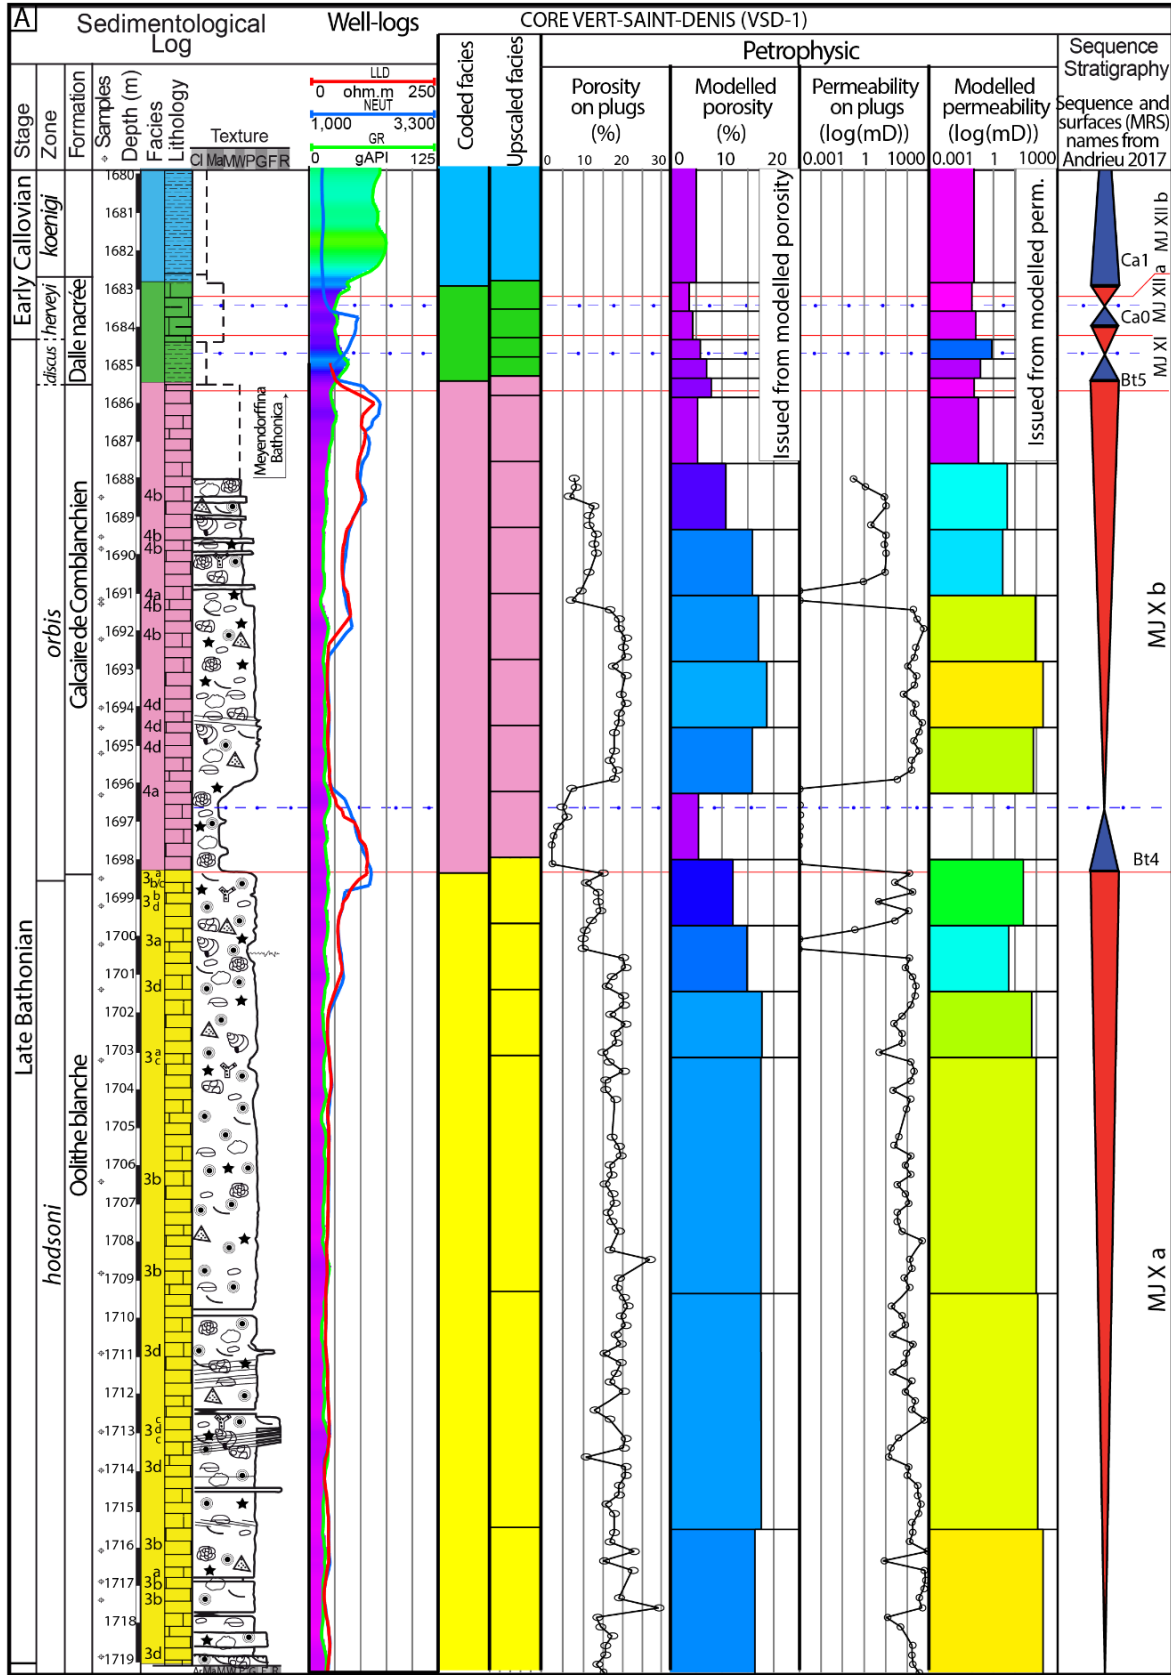 A
Sedimentological
Log
Well-logs
CORE VERT-SAINT-DENIS (VSD-1)
Petrophysic
Sequence
Stratigraphy
Stage
Zone
Formation
Samples
Depth (m)
Facies
Lithology
Texture
Cl MaMWPGFR
LLD
0 ohm.m 250
NEUT
1,000 3,300
GR
0 gAPI 125
Coded facies
Upscaled facies
Porosity
on plugs
(%)
0 10 20 30
Modelled
porosity
(%)
0 10 20
Permeability
on plugs
(log(mD))
0.001 1 1000
Modelled
permeability
(log(mD))
0.001 1 1000
Sequence and
surfaces (MRS)
names from
Andrieu 2017
Early Callovian
Late Bathonian
koenigi
herveyi
discus
orbis
hodsoni
Dalle nacrée
Calcaire de Comblanchien
Oolithe blanche
1680
1681
1682
1683
1684
1685
1686
1687
1688
1689
1690
1691
1692
1693
1694
1695
1696
1697
1698
1699
1700
1701
1702
1703
1704
1705
1706
1707
1708
1709
1710
1711
1712
1713
1714
1715
1716
1717
1718
1719
4b
4b
4b
4a
4b
4b
4d
4d
4d
4a
3a
3d
3b
3b
3d
3d
3b
3b
3b
3d
Meyendorffina
Bathonica
Issued from modelled porosity
Issued from modelled perm.
Ca1
Ca0
Bt5
Bt4
MJ XII b
MJ XII a
MJ XI
MJ X b
MJ X a